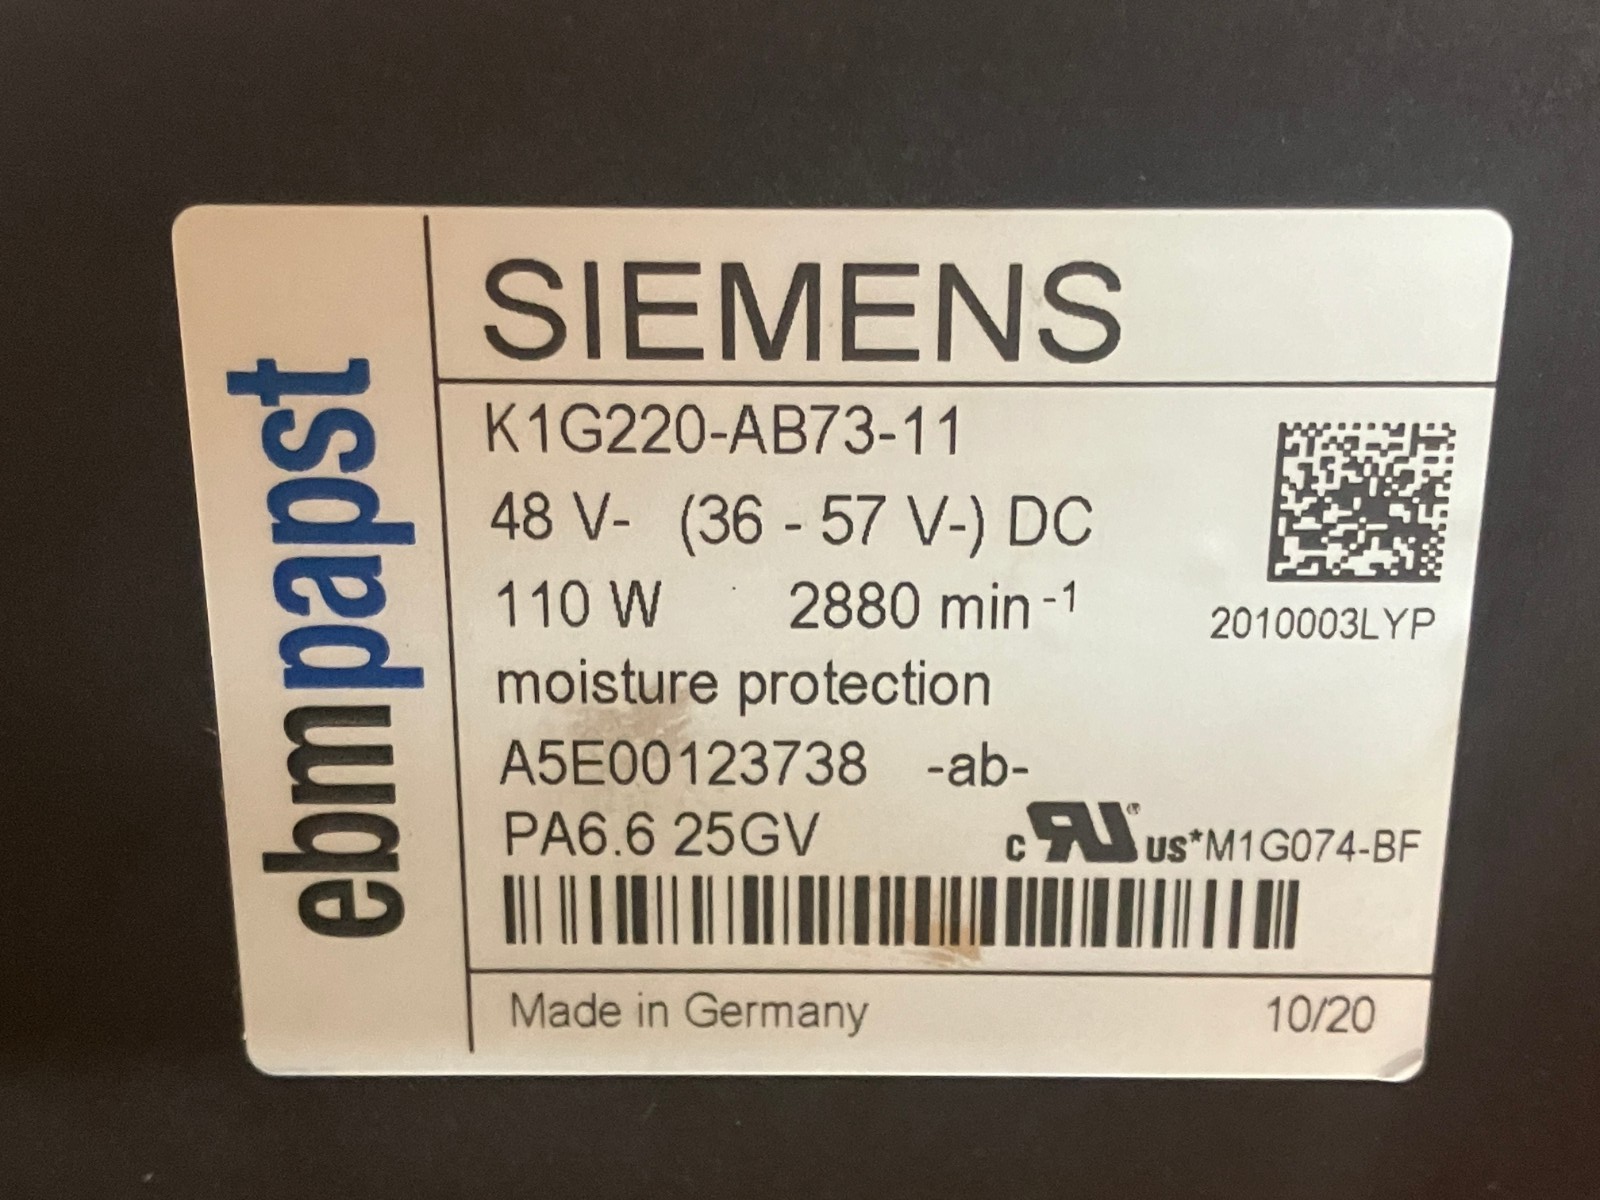 ebmpapst
SIEMENS
K1G220-AB73-11
48 V- (36 - 57 V-) DC
110 W 2880 min -1
2010003LYP
moisture protection
A5E00123738 -ab-
PA6.6 25GV c RU ® US *M1G074-BF
Made in Germany 10/20